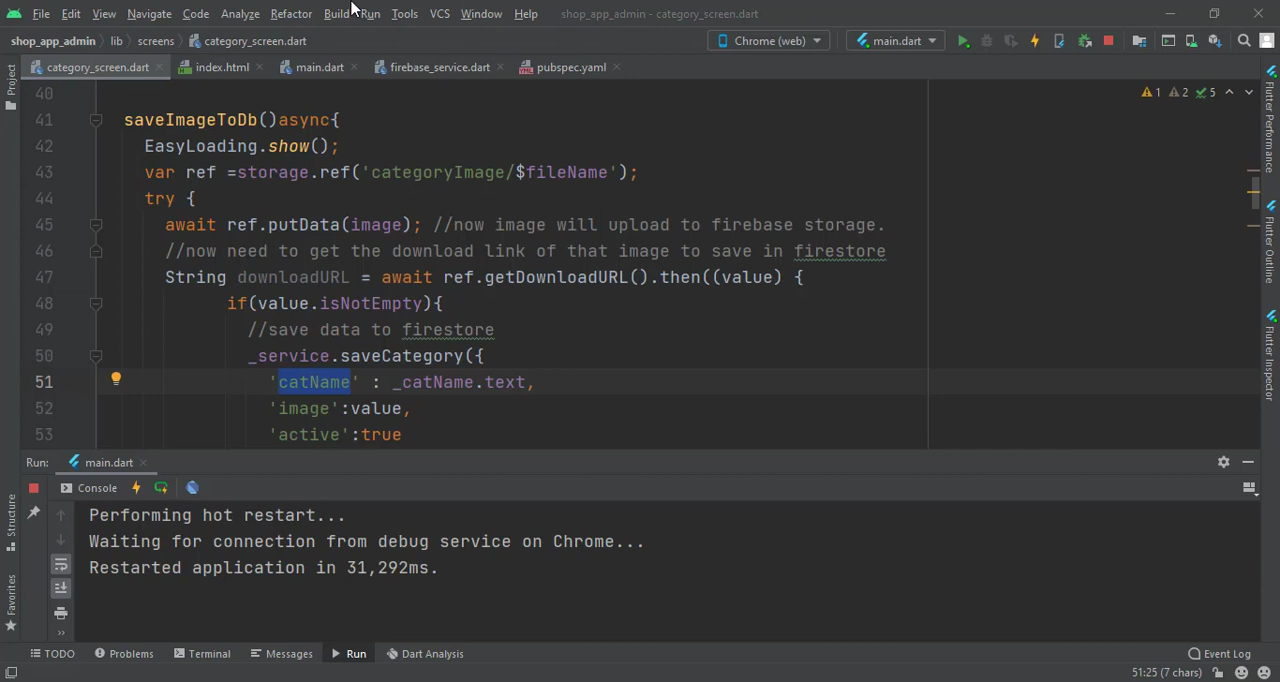 File Edit View Navigate Code Analyze Refactor Build Run Tools VCS Window Help shop_app_admin - category_screen.dart
shop_app_admin lib screens category_screen.dart Chrome (web) main.dart
category_screen.dart index.html main.dart firebase_service.dart pubspec.yaml
Project
40
1 2 5
41 saveImageToDb()async{
42 EasyLoading.show();
43 var ref =storage.ref('categoryImage/$fileName');
44 try {
45 await ref.putData(image); //now image will upload to firebase storage.
46 //now need to get the download link of that image to save in firestore
47 String downloadURL = await ref.getDownloadURL().then((value) {
48 if(value.isNotEmpty){
49 //save data to firestore
50 _service.saveCategory({
51 'catName' : _catName.text,
52 'image':value,
53 'active':true
Flutter Performance
Flutter Outline
Flutter Inspector
Run: main.dart
Console
Performing hot restart...
Waiting for connection from debug service on Chrome...
Restarted application in 31,292ms.
Structure
Favorites
TODO Problems Terminal Messages Run Dart Analysis Event Log
51:25 (7 chars)